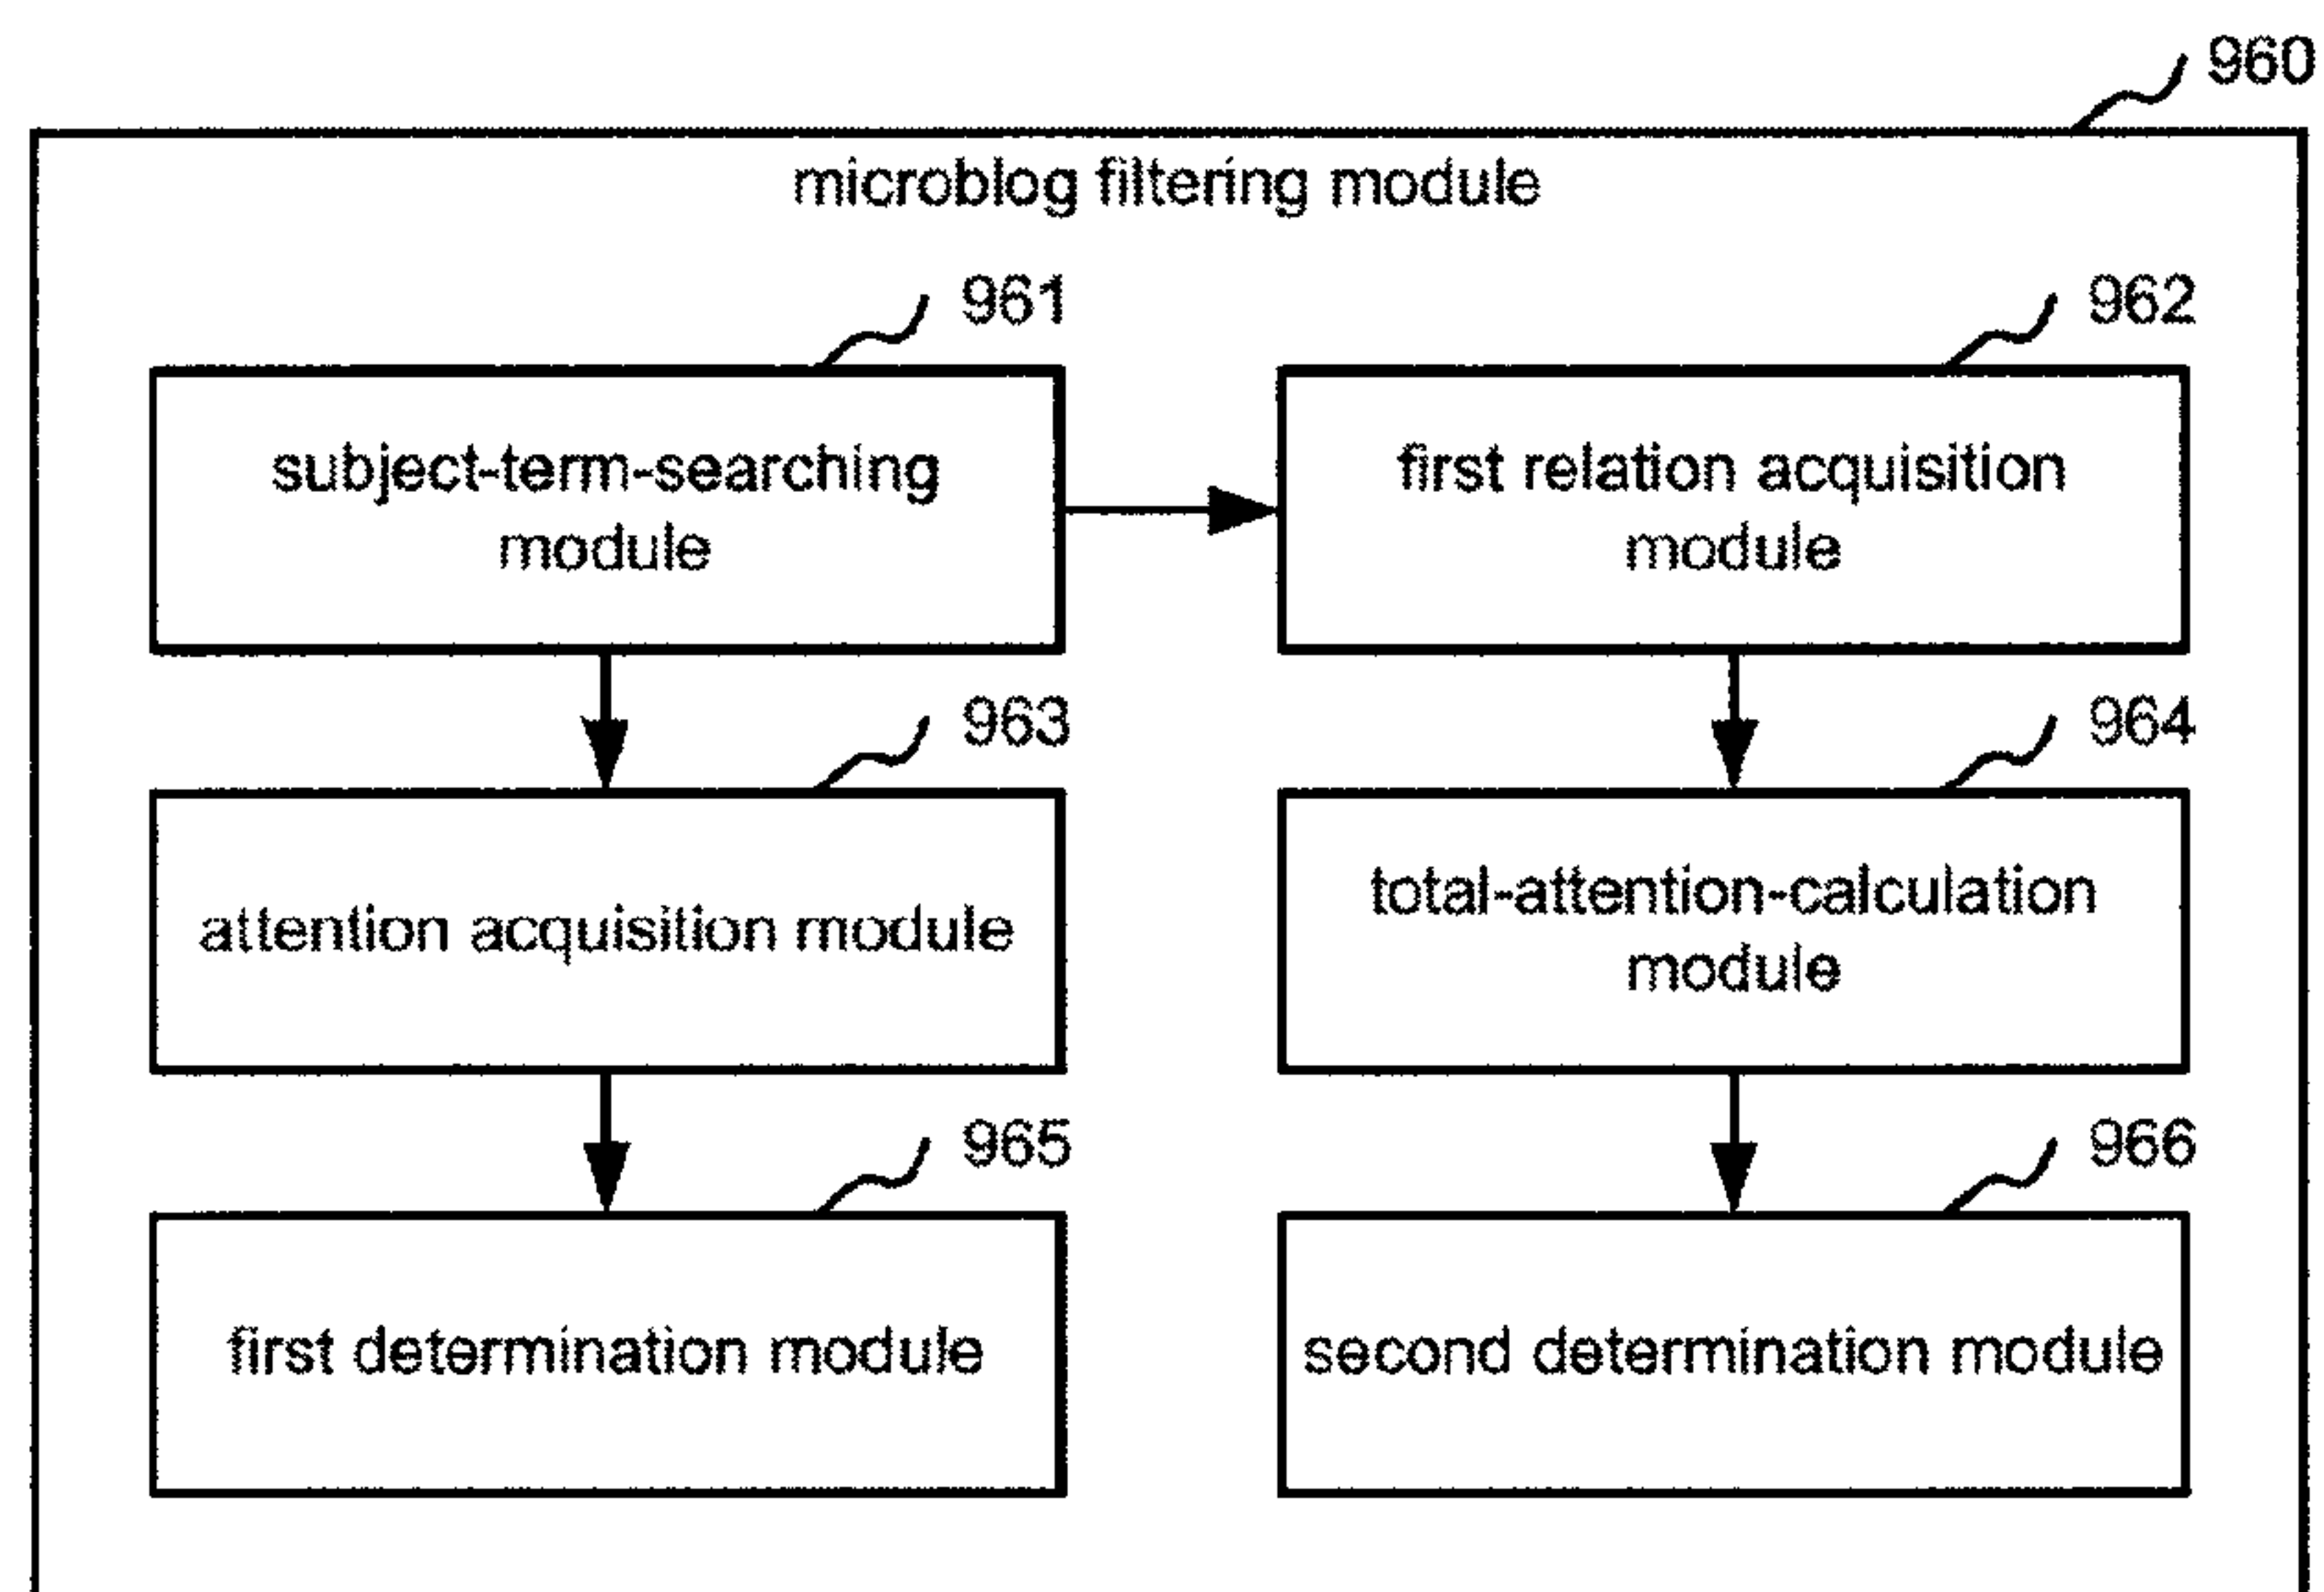 960
microblog filtering module
961
962
subject-term-searching
module
first relation acquisition
module
963
964
attention acquisition module
total-attention-calculation
module
965
966
first determination module
second determination module